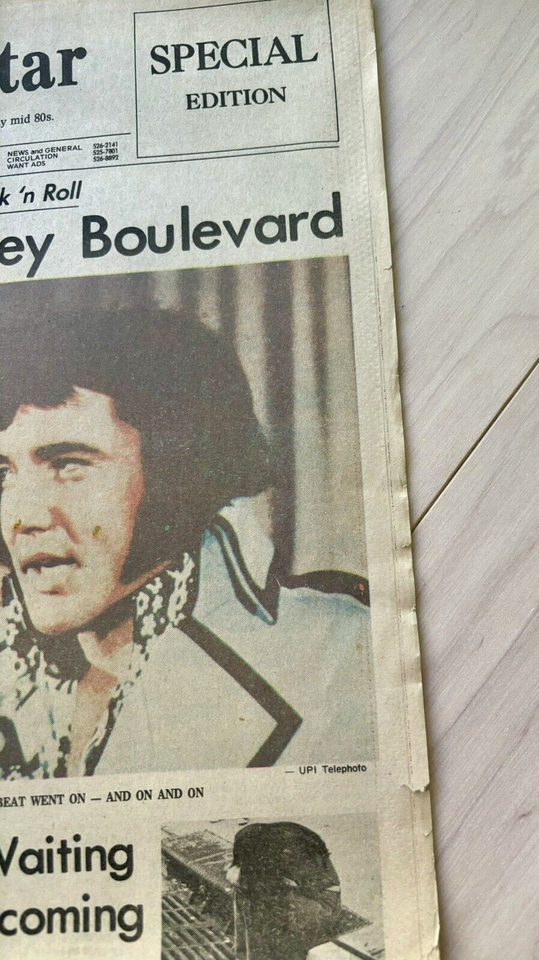 tar
SPECIAL
EDITION
y mid 80s.
NEWS and GENERAL 526-2141
CIRCULATION 525-7801
WANT ADS 526-8892
k 'n Roll
ey Boulevard
— UPI Telephoto
BEAT WENT ON — AND ON AND ON
Waiting
coming